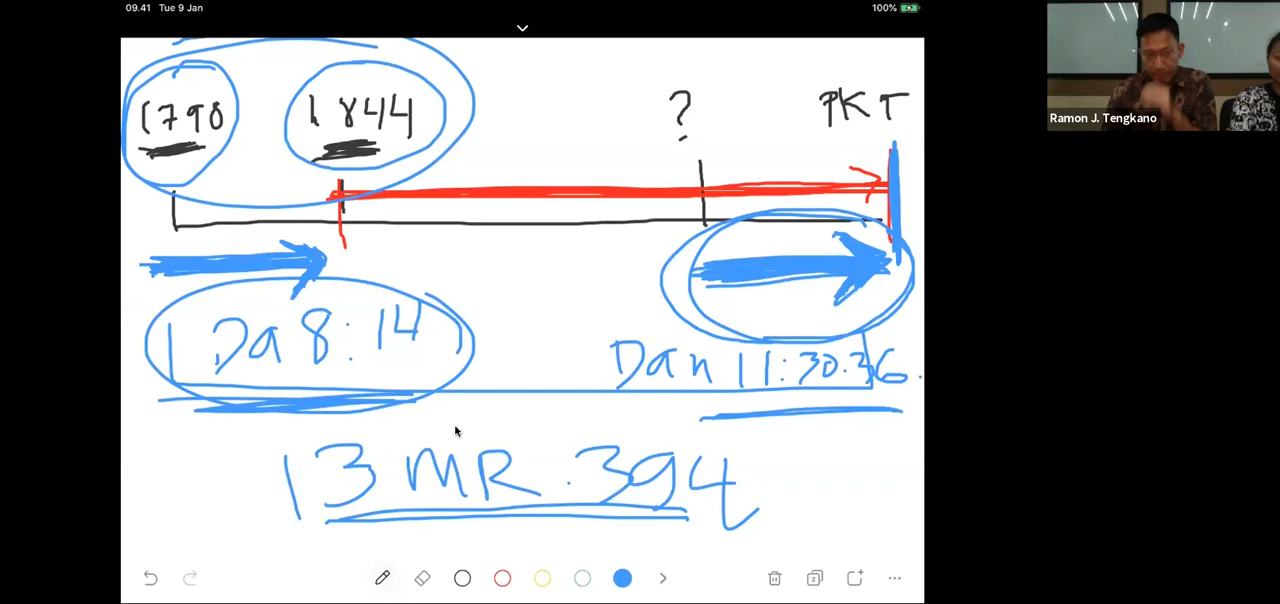 09.41 Tue 9 Jan 100%
1798 1844 ? PKT
Da 8:14
Dan 11:30.36.
13 MR.394
Ramon J. Tengkano